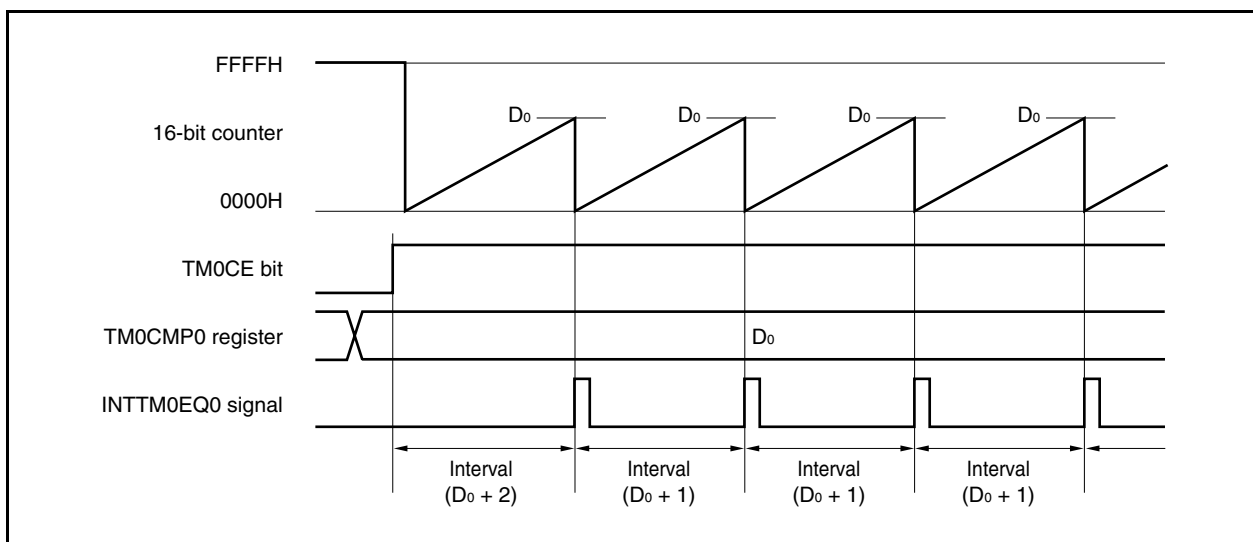 FFFFH
D₀ D₀ D₀ D₀
16-bit counter
0000H
TM0CE bit
TM0CMP0 register D₀
INTTM0EQ0 signal
Interval Interval Interval Interval
(D₀ + 2) (D₀ + 1) (D₀ + 1) (D₀ + 1)